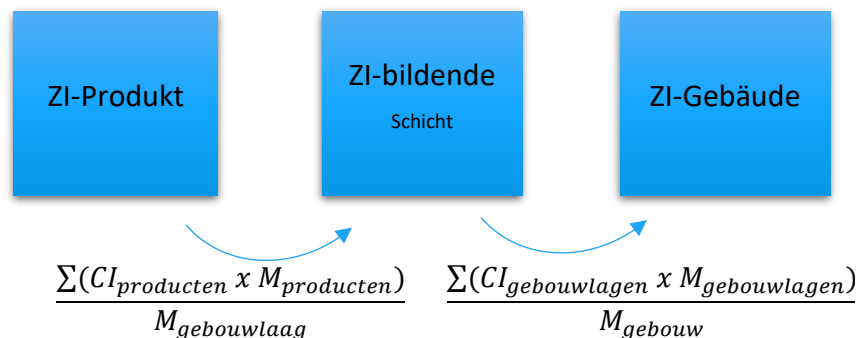 ZI-Produkt
ZI-bildende
Schicht
ZI-Gebäude
∑(CI_producten x M_producten)
M_gebouwlaag
∑(CI_gebouwlagen x M_gebouwlagen)
M_gebouw